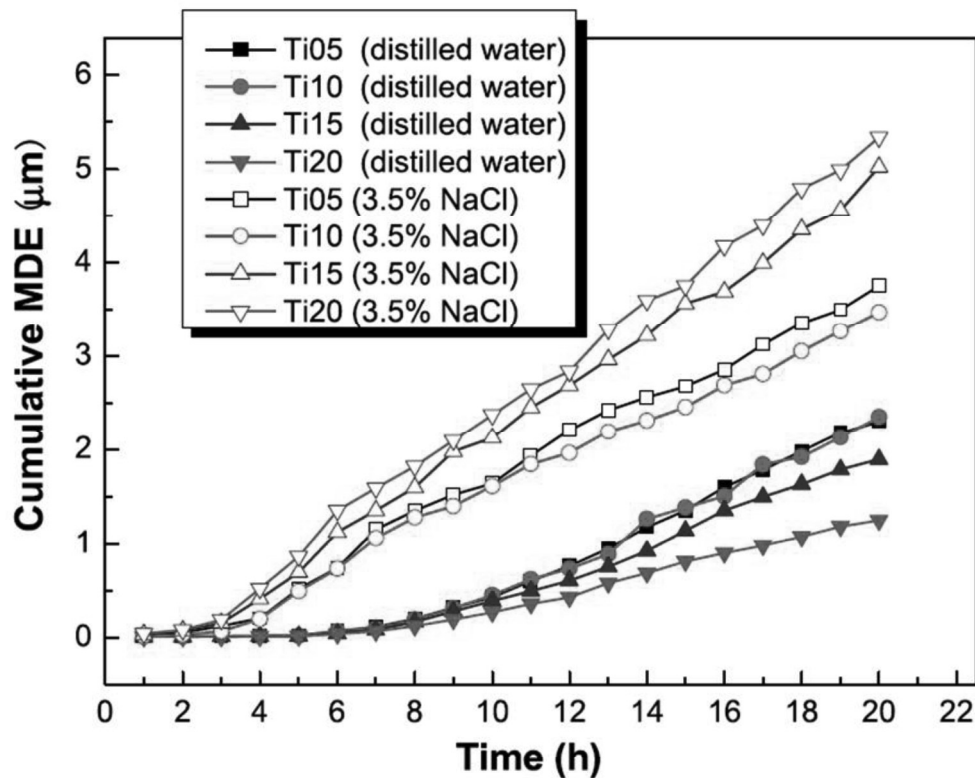 Ti05 (distilled water)
Ti10 (distilled water)
Ti15 (distilled water)
Ti20 (distilled water)
Ti05 (3.5% NaCl)
Ti10 (3.5% NaCl)
Ti15 (3.5% NaCl)
Ti20 (3.5% NaCl)
Cumulative MDE (μm)
6
5
4
3
2
1
0
0 2 4 6 8 10 12 14 16 18 20 22
Time (h)